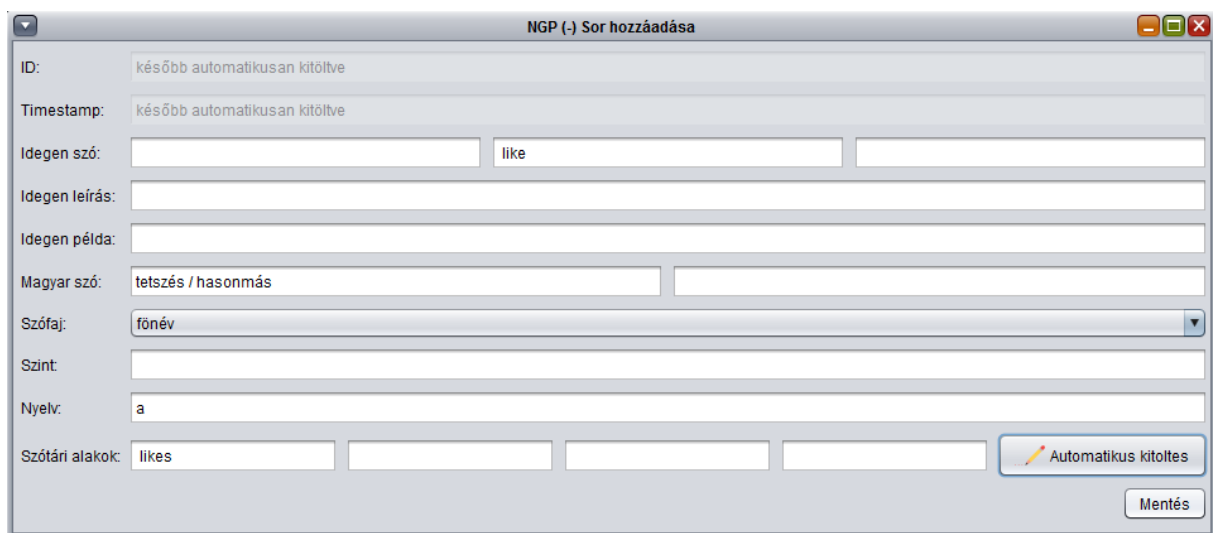 NGP (-) Sor hozzáadása
ID: később automatikusan kitöltve
Timestamp: később automatikusan kitöltve
Idegen szó: like
Idegen leírás:
Idegen példa:
Magyar szó: tetszés / hasonmás
Szófaj: fönév
Szint:
Nyelv: a
Szótári alakok: likes Automatikus kitoltes
Mentés